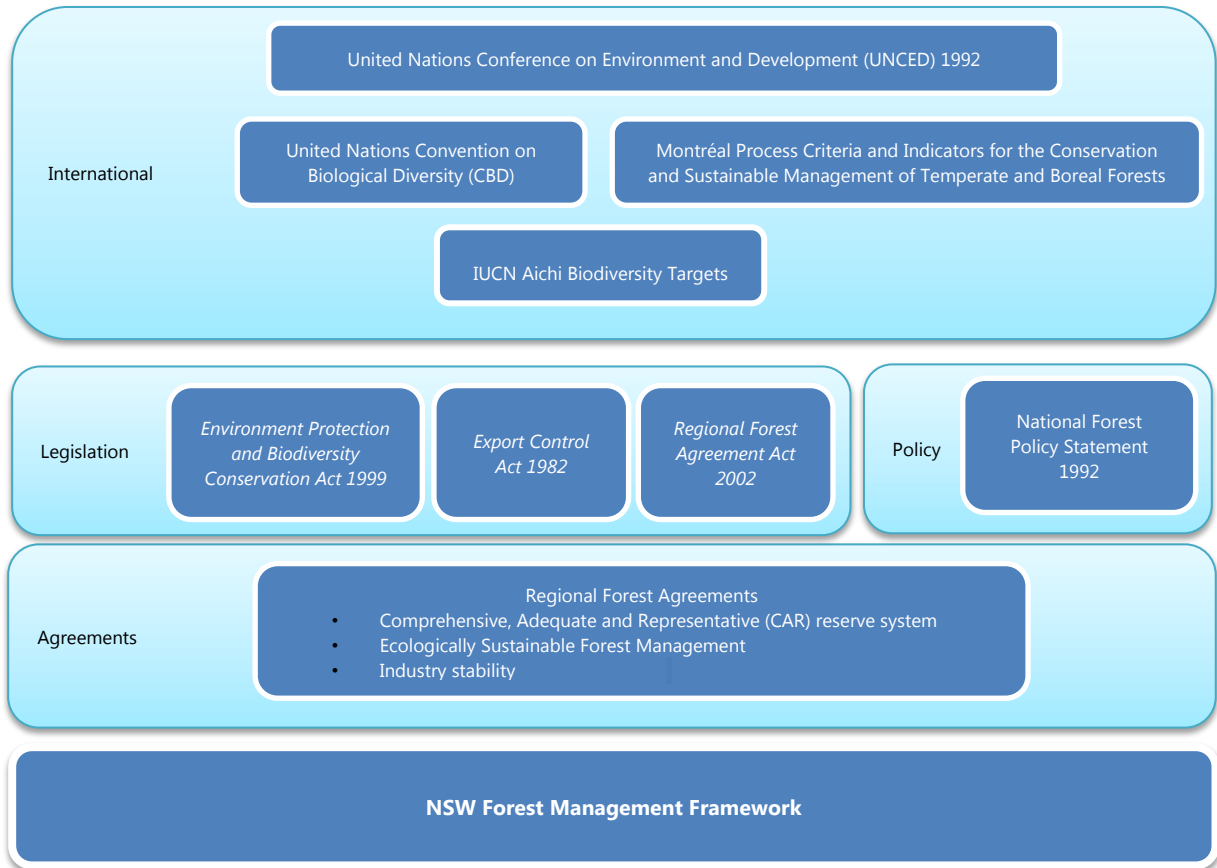 United Nations Conference on Environment and Development (UNCED) 1992
International
United Nations Convention on
Biological Diversity (CBD)
Montréal Process Criteria and Indicators for the Conservation
and Sustainable Management of Temperate and Boreal Forests
IUCN Aichi Biodiversity Targets
Legislation
Environment Protection
and Biodiversity
Conservation Act 1999
Export Control
Act 1982
Regional Forest
Agreement Act
2002
Policy
National Forest
Policy Statement
1992
Agreements
Regional Forest Agreements
• Comprehensive, Adequate and Representative (CAR) reserve system
• Ecologically Sustainable Forest Management
• Industry stability
NSW Forest Management Framework